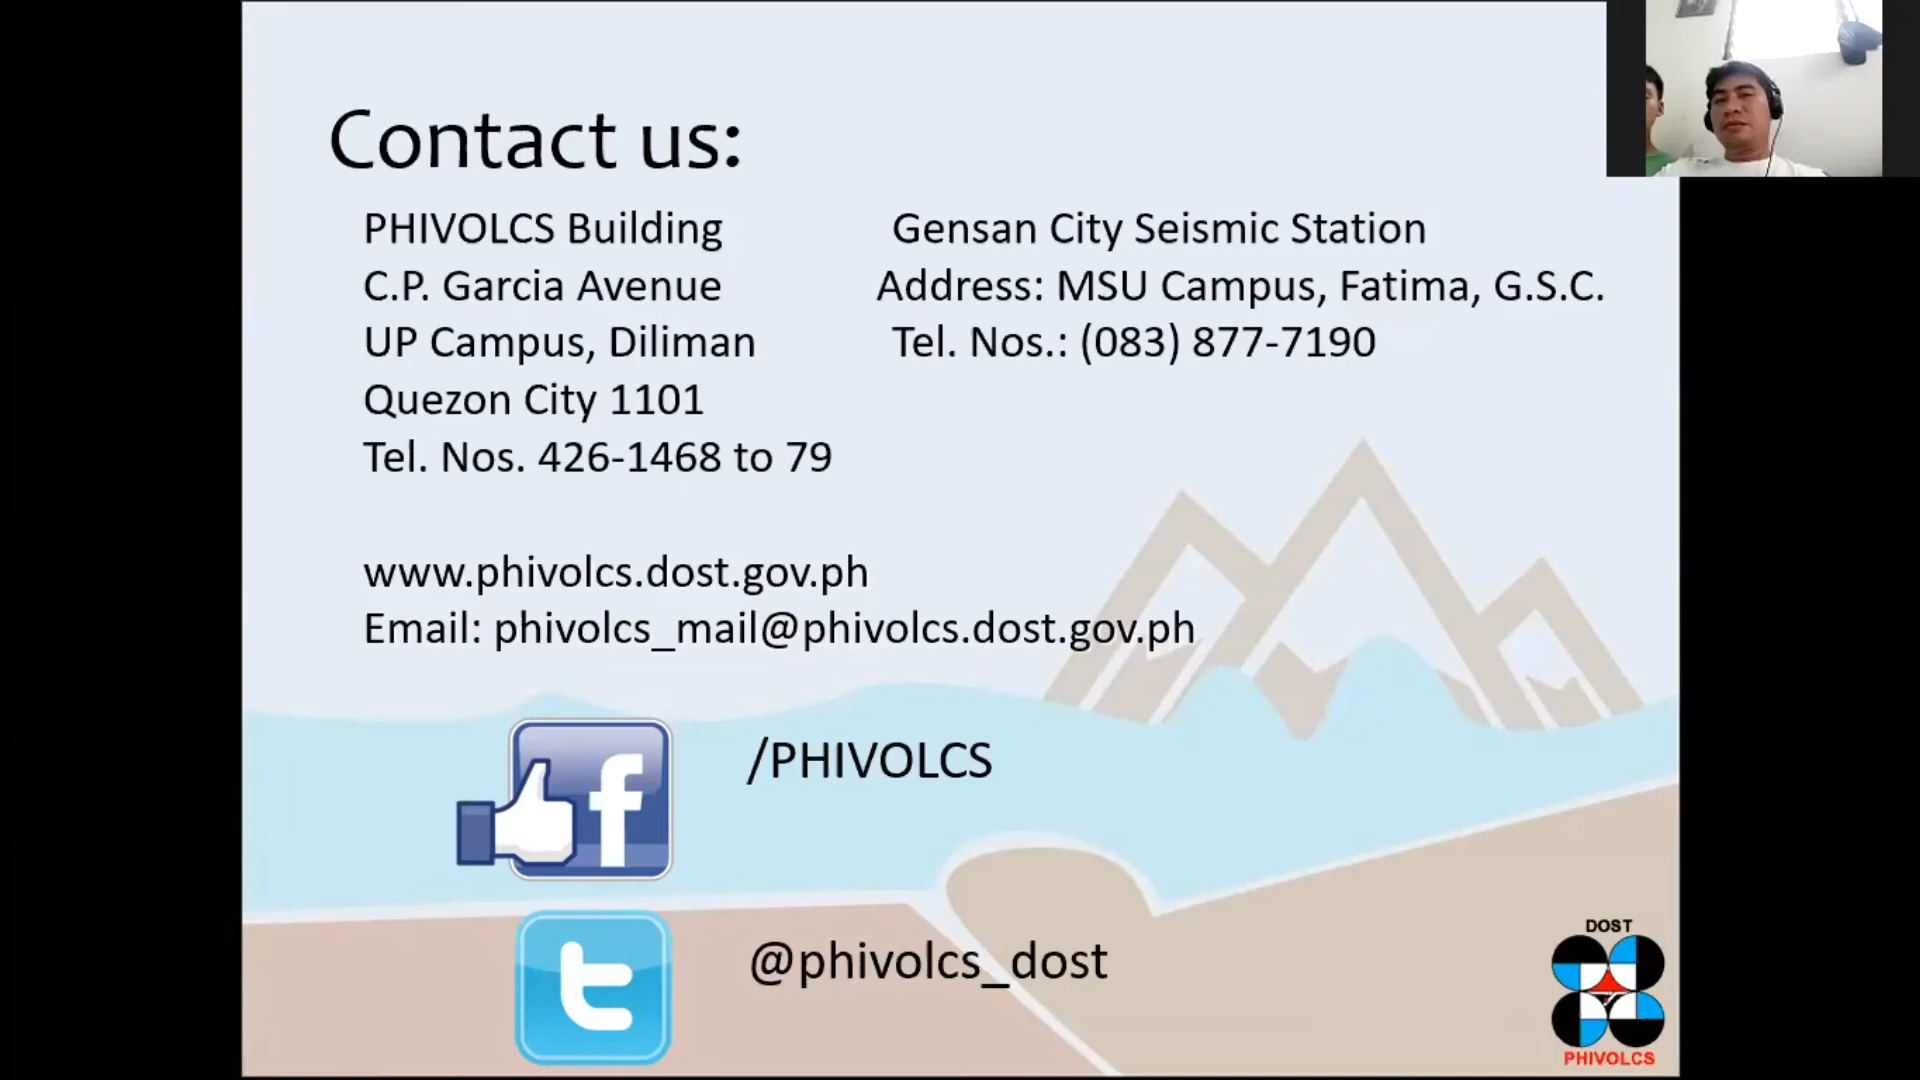 Contact us:
PHIVOLCS Building
C.P. Garcia Avenue
UP Campus, Diliman
Quezon City 1101
Tel. Nos. 426-1468 to 79
Gensan City Seismic Station
Address: MSU Campus, Fatima, G.S.C.
Tel. Nos.: (083) 877-7190
www.phivolcs.dost.gov.ph
Email: phivolcs_mail@phivolcs.dost.gov.ph
f
/PHIVOLCS
t
@phivolcs_dost
DOST
PHIVOLCS